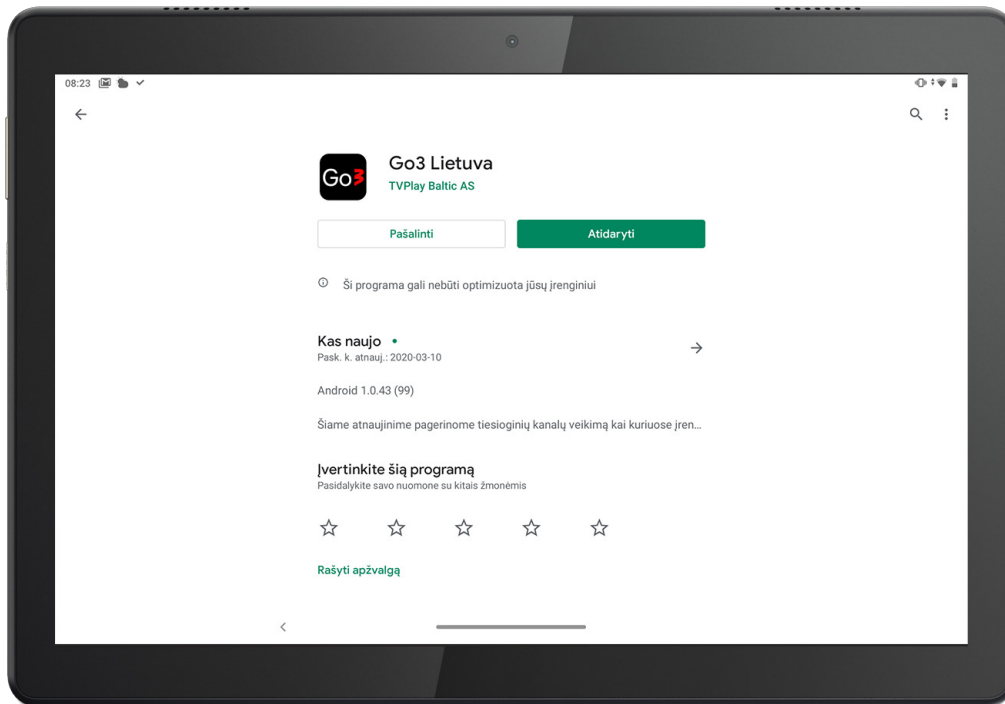 08:23
Go3
Go3 Lietuva
TVPlay Baltic AS
Pašalinti
Atidaryti
Ši programa gali nebūti optimizuota jūsų įrenginiui
Kas naujo
Pask. k. atnauj.: 2020-03-10
Android 1.0.43 (99)
Šiame atnaujinime pagerinome tiesioginių kanalų veikimą kai kuriuose įren...
Įvertinkite šią programą
Pasidalykite savo nuomone su kitais žmonėmis
Rašyti apžvalgą